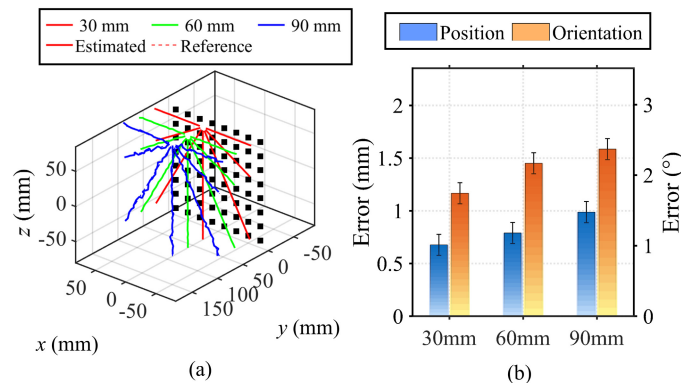 30 mm 60 mm 90 mm
Estimated Reference
50
0
-50
z (mm)
50
0
-50
x (mm)
150
100
50
0
-50
y (mm)
(a)
Position Orientation
2
1.5
1
0.5
0
Error (mm)
3
2
1
0
Error (°)
30mm 60mm 90mm
(b)